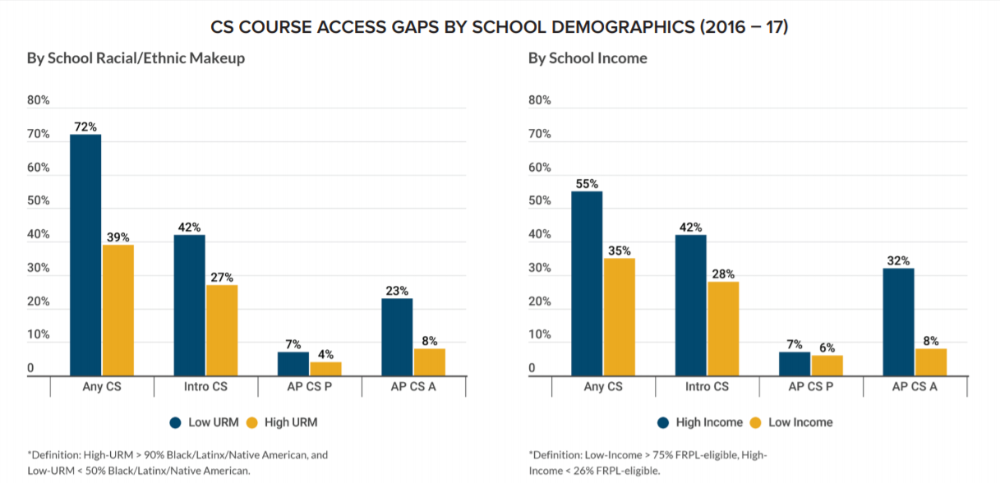 CS COURSE ACCESS GAPS BY SCHOOL DEMOGRAPHICS (2016 – 17)
By School Racial/Ethnic Makeup
80%
70%
60%
50%
40%
30%
20%
10%
0
72%
39%
42%
27%
7%
4%
23%
8%
Any CS
Intro CS
AP CS P
AP CS A
Low URM
High URM
*Definition: High-URM > 90% Black/Latinx/Native American, and
Low-URM < 50% Black/Latinx/Native American.
By School Income
80%
70%
60%
50%
40%
30%
20%
10%
0
55%
35%
42%
28%
7%
6%
32%
8%
Any CS
Intro CS
AP CS P
AP CS A
High Income
Low Income
*Definition: Low-Income > 75% FRPL-eligible, High-
Income < 26% FRPL-eligible.